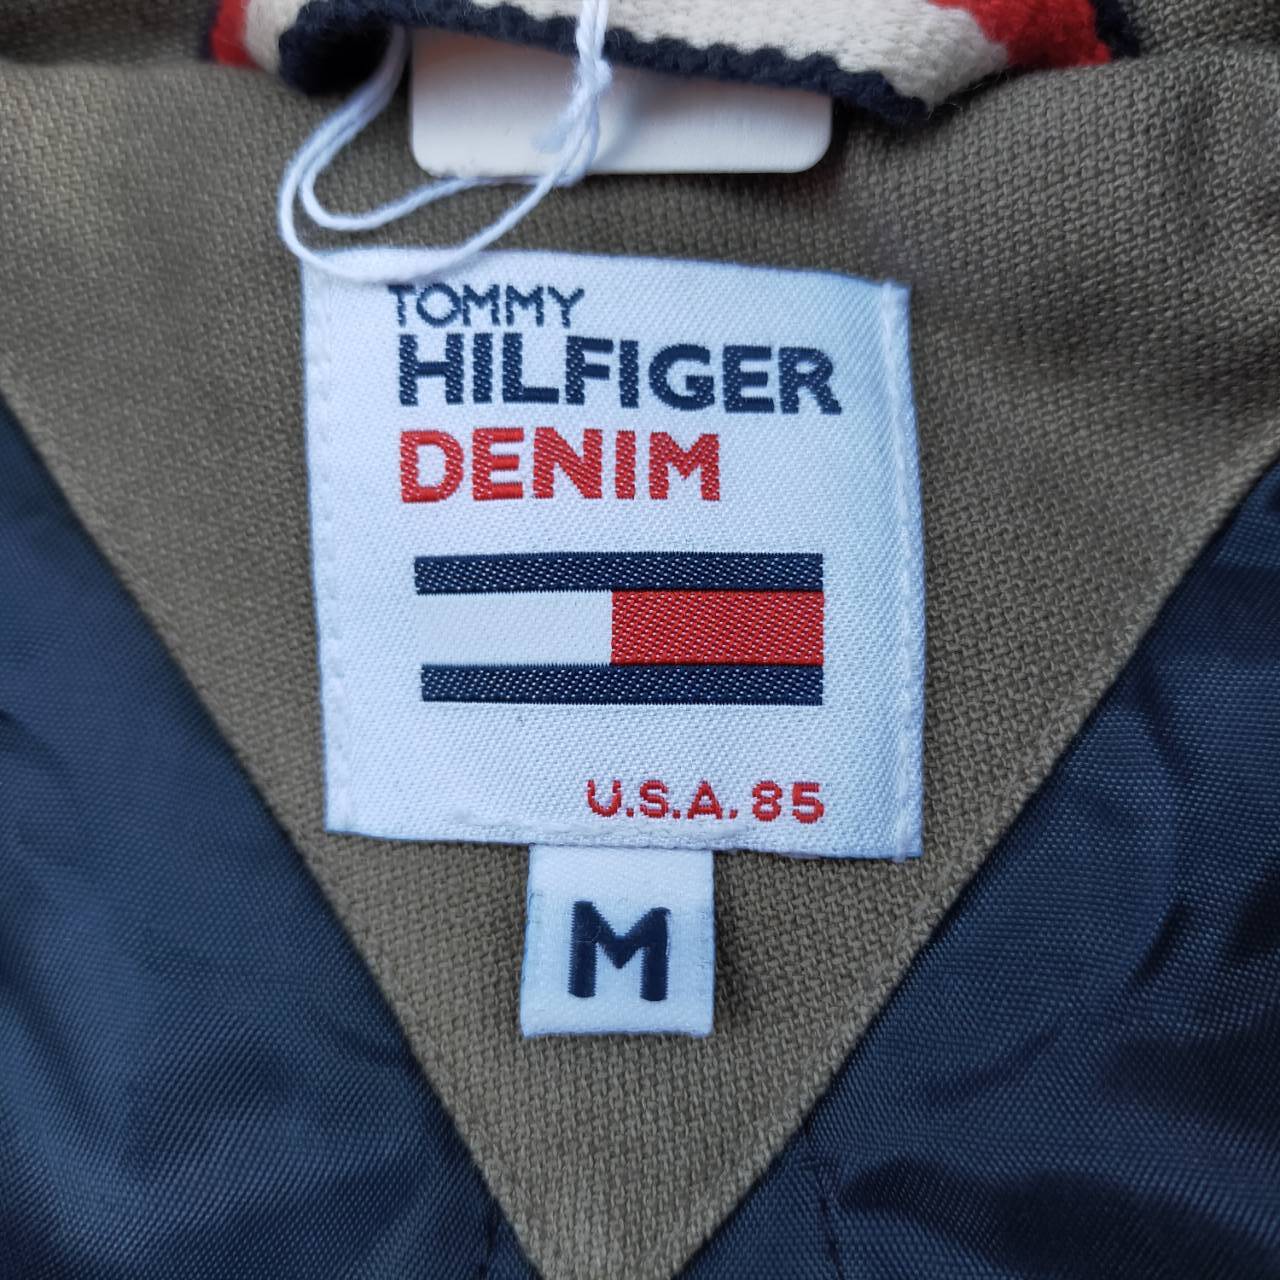 TOMMY
HILFIGER
DENIM
U.S.A. 85
M